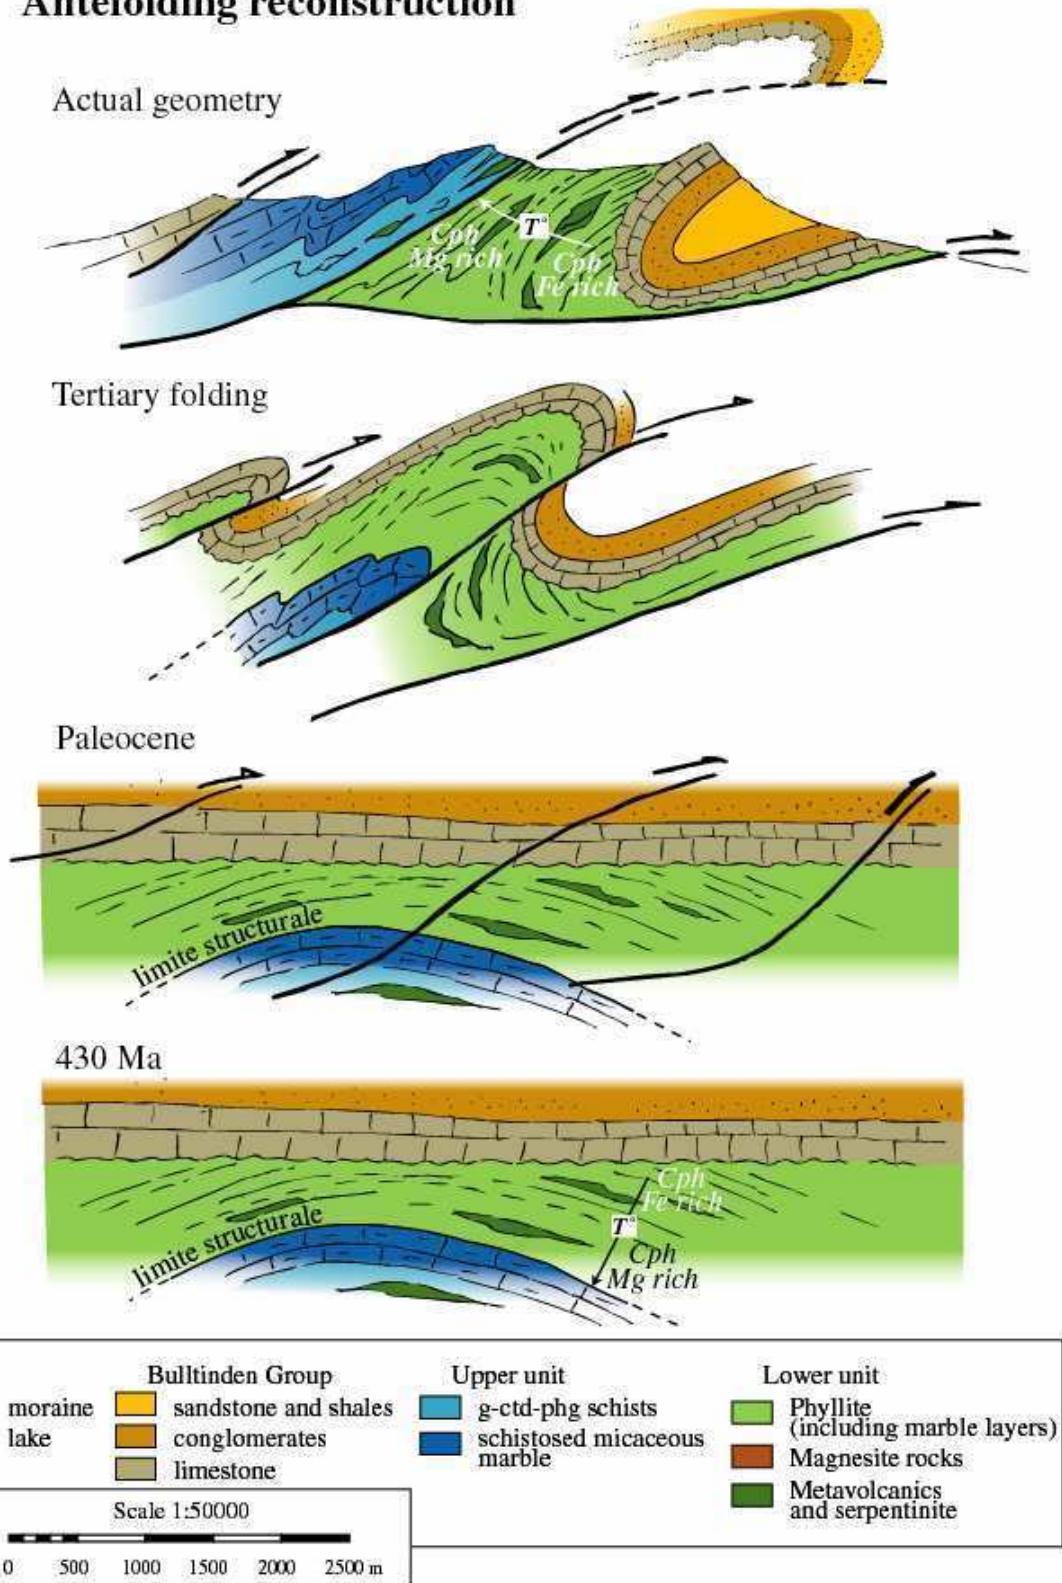 Antefolding reconstruction
Actual geometry
T°
Cph
Mg rich
Cph
Fe rich
Tertiary folding
Paleocene
limite structurale
430 Ma
Cph
Fe rich
T°
limite structurale
Cph
Mg rich
Bulltinden Group
Upper unit
Lower unit
moraine
lake
sandstone and shales
conglomerates
limestone
g-ctd-phg schists
schistosed micaceous
marble
Phyllite
(including marble layers)
Magnesite rocks
Metavolcanics
and serpentinite
Scale 1:50000
0 500 1000 1500 2000 2500 m